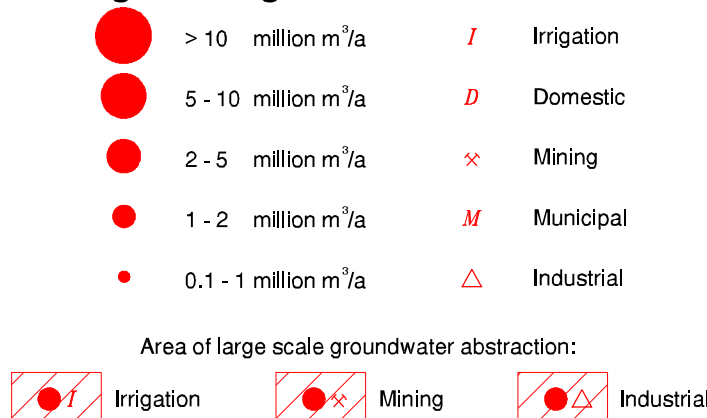 > 10 million m³/a I Irrigation
5 - 10 million m³/a D Domestic
2 - 5 million m³/a Mining
1 - 2 million m³/a M Municipal
0.1 - 1 million m³/a Industrial
Area of large scale groundwater abstraction:
I Irrigation Mining Industrial